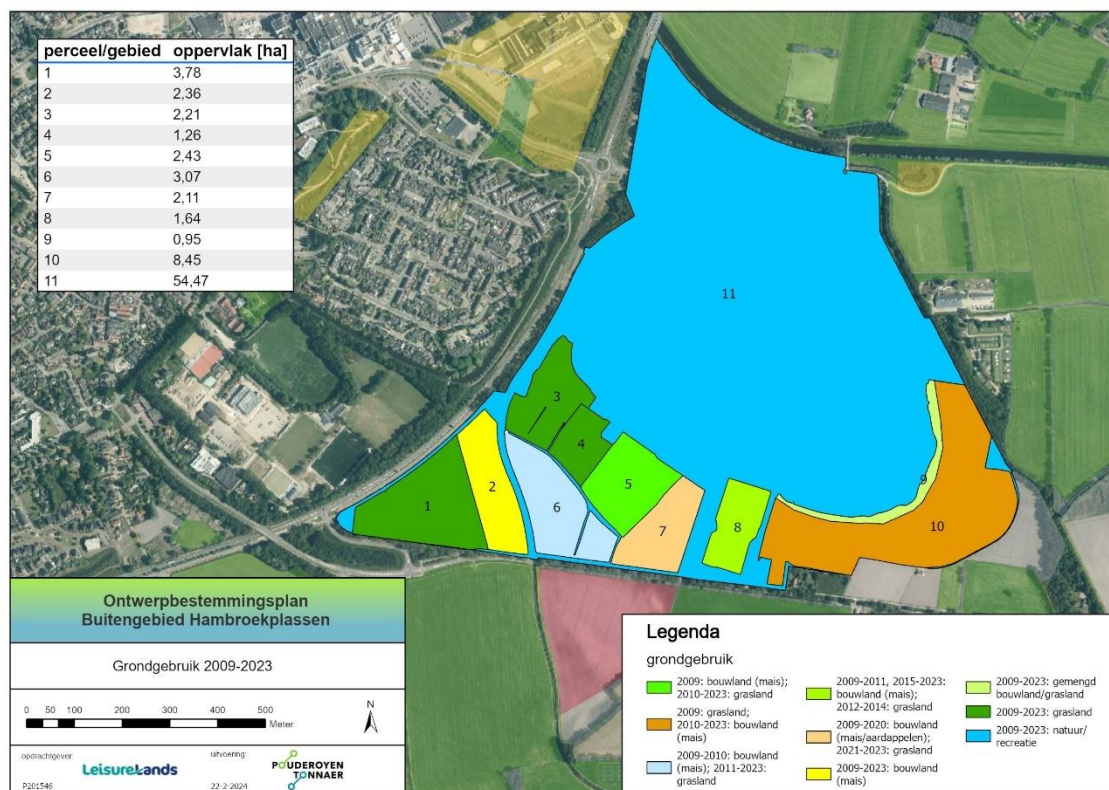 perceel/gebied oppervlak [ha]
1 3,78
2 2,36
3 2,21
4 1,26
5 2,43
6 3,07
7 2,11
8 1,64
9 0,95
10 8,45
11 54,47
11
3
4
5
9
1
2
6
7
8
10
Ontwerpbestemmingsplan
Buitengebied Hambroekplassen
Grondgebruik 2009-2023
0 50 100 200 300 400 500
Meter
N
opdrachtgever:
LeisureLands
P201546
uitvoering:
POUDEROYEN
TONNAER
22-2-2024
Legenda
grondgebruik
2009: bouwland (mais);
2010-2023: grasland
2009: grasland;
2010-2023: bouwland
(mais)
2009-2010: bouwland
(mais); 2011-2023:
grasland
2009-2011, 2015-2023:
bouwland (mais);
2012-2014: grasland
2009-2020: bouwland
(mais/aardappelen);
2021-2023: grasland
2009-2023: bouwland
(mais)
2009-2023: gemengd
bouwland/grasland
2009-2023: grasland
2009-2023: natuur/
recreatie